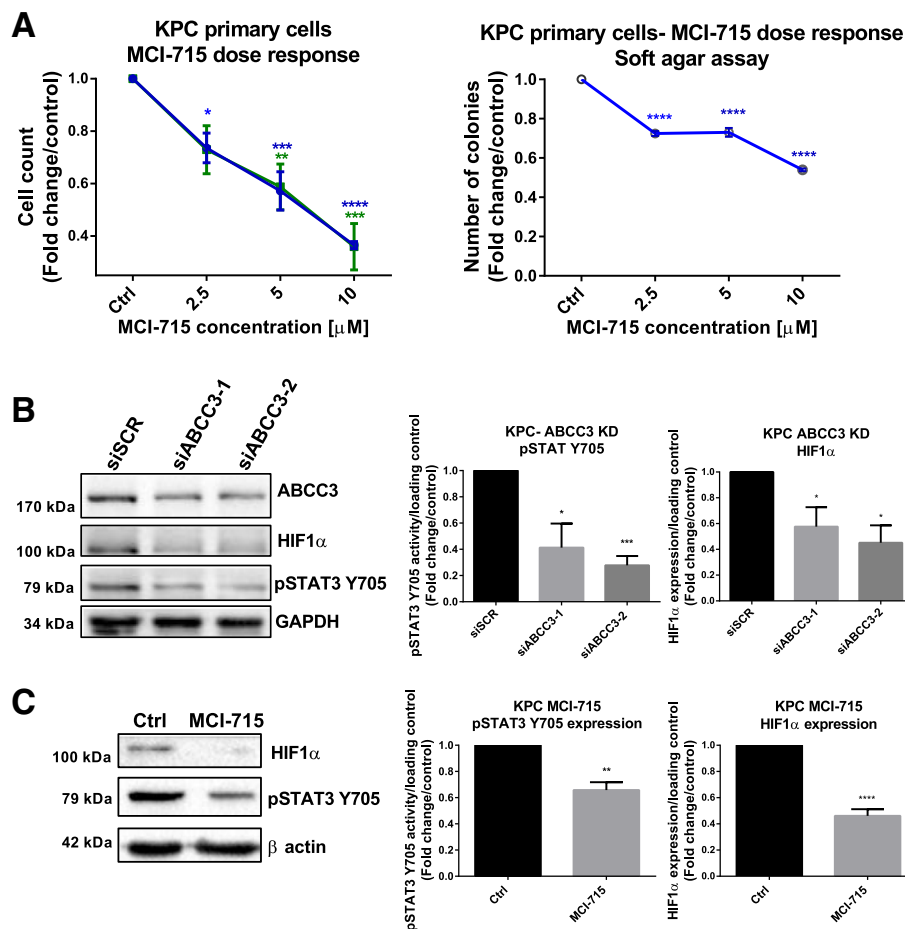 A
KPC primary cells
MCI-715 dose response
Cell count
(Fold change/control)
1.0
0.8
0.6
0.4
*
***
**
****
***
Ctrl
2.5
5
10
MCI-715 concentration [μM]
KPC primary cells- MCI-715 dose response
Soft agar assay
Number of colonies
(Fold change/control)
1.0
0.8
0.6
0.4
0.2
0.0
****
****
****
Ctrl
2.5
5
10
MCI-715 concentration [μM]
B
siSCR
siABCC3-1
siABCC3-2
170 kDa
ABCC3
100 kDa
HIF1α
79 kDa
pSTAT3 Y705
34 kDa
GAPDH
KPC- ABCC3 KD
pSTAT Y705
pSTAT3 Y705 activity/loading control
(Fold change/control)
1.0
0.8
0.6
0.4
0.2
0.0
*
***
siSCR
siABCC3-1
siABCC3-2
KPC ABCC3 KD
HIF1α
HIF1α expression/loading control
(Fold change/control)
1.0
0.8
0.6
0.4
0.2
0.0
*
*
siSCR
siABCC3-1
siABCC3-2
C
Ctrl
MCI-715
100 kDa
HIF1α
79 kDa
pSTAT3 Y705
42 kDa
β actin
KPC MCI-715
pSTAT3 Y705 expression
pSTAT3 Y705 activity/loading control
(Fold change/control)
1.0
0.8
0.6
0.4
0.2
0.0
**
Ctrl
MCI-715
KPC MCI-715
HIF1α expression
HIF1α expression/loading control
(Fold change/control)
1.0
0.8
0.6
0.4
0.2
0.0
****
Ctrl
MCI-715